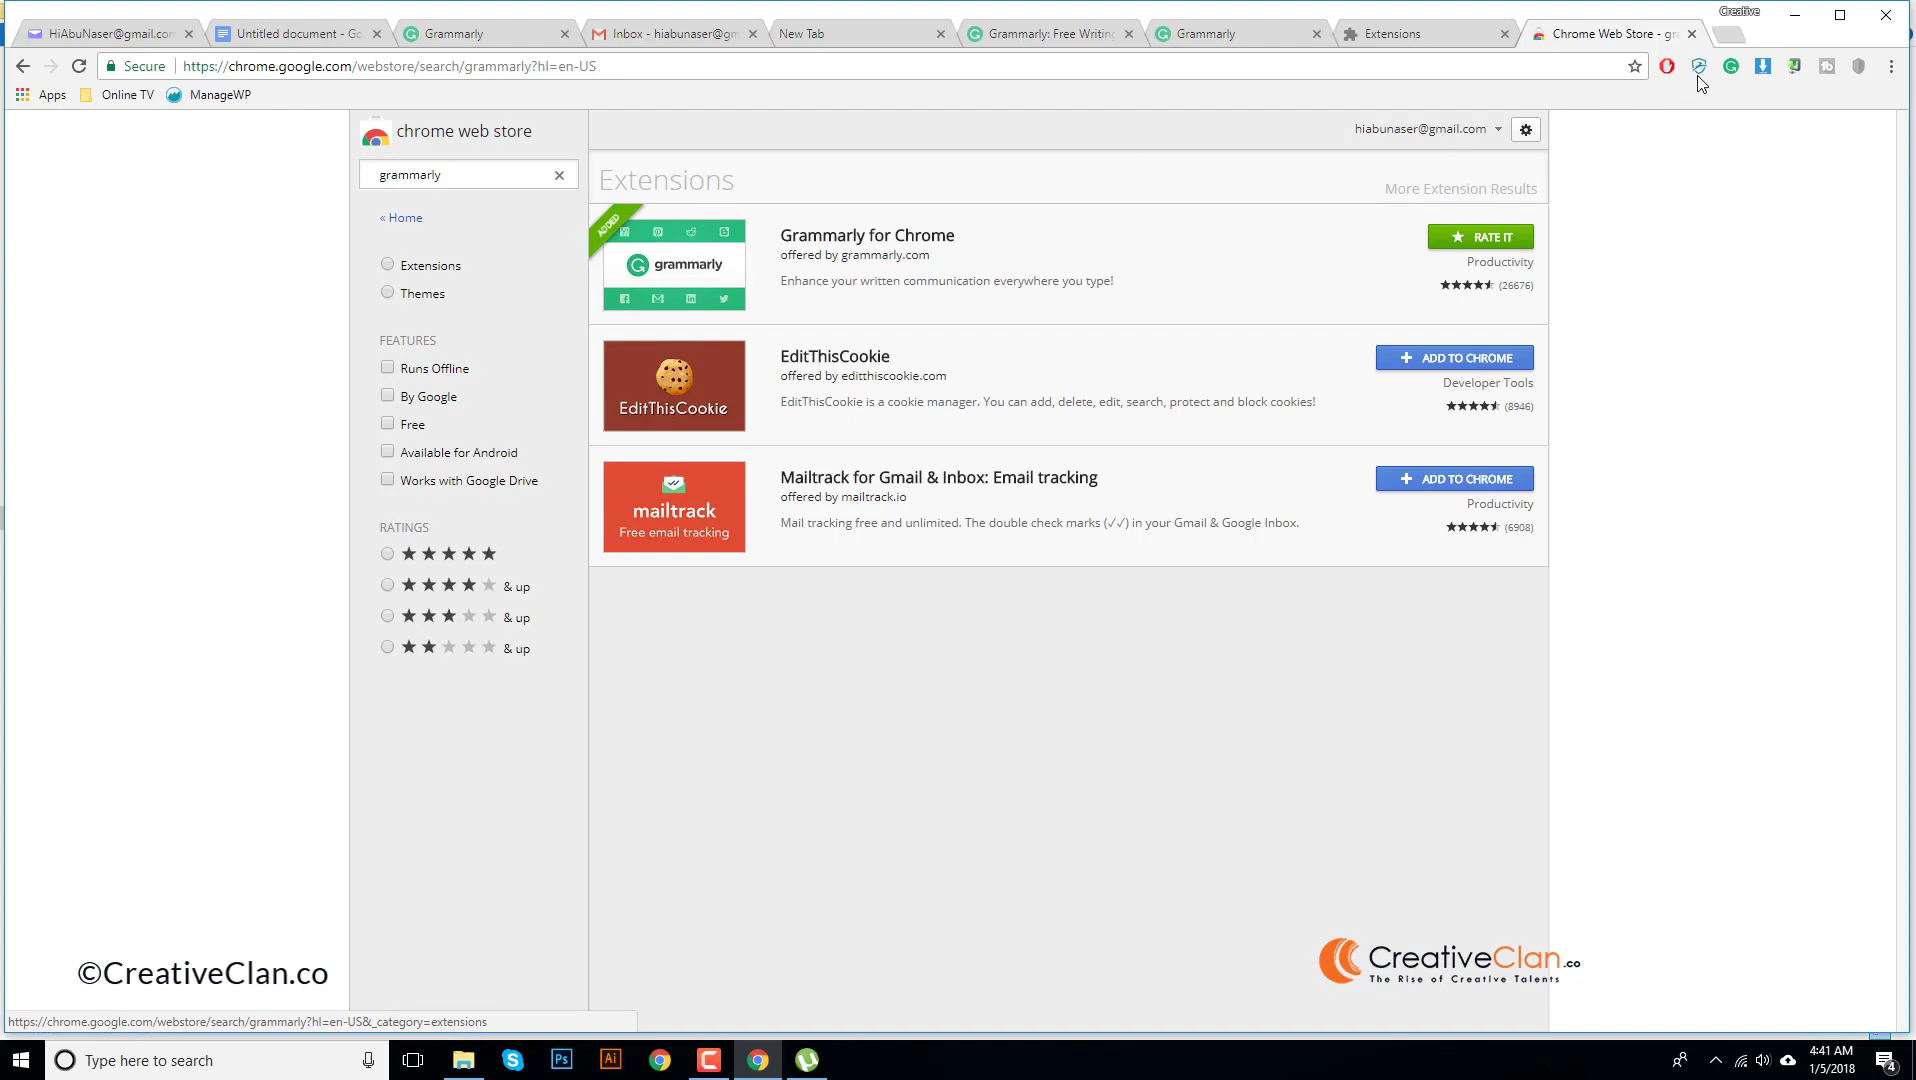 Creative
HiAbuNaser@gmail.con
Untitled document - Go
Grammarly
Inbox - hiabunaser@gm
New Tab
Grammarly: Free Writing
Grammarly
Extensions
Chrome Web Store - gra
Secure
https://chrome.google.com/webstore/search/grammarly?hl=en-US
Apps
Online TV
ManageWP
chrome web store
hiabunaser@gmail.com
grammarly
Extensions
More Extension Results
« Home
Extensions
Themes
FEATURES
Runs Offline
By Google
Free
Available for Android
Works with Google Drive
RATINGS
& up
& up
& up
ADDED
grammarly
Grammarly for Chrome
offered by grammarly.com
Enhance your written communication everywhere you type!
RATE IT
Productivity
(26676)
EditThisCookie
EditThisCookie
offered by editthiscookie.com
EditThisCookie is a cookie manager. You can add, delete, edit, search, protect and block cookies!
ADD TO CHROME
Developer Tools
(8946)
mailtrack
Free email tracking
Mailtrack for Gmail & Inbox: Email tracking
offered by mailtrack.io
Mail tracking free and unlimited. The double check marks (✓✓) in your Gmail & Google Inbox.
ADD TO CHROME
Productivity
(6908)
©CreativeClan.co
CreativeClan.co
The Rise of Creative Talents
https://chrome.google.com/webstore/search/grammarly?hl=en-US&_category=extensions
Type here to search
Ps
Ai
4:41 AM
1/5/2018
4